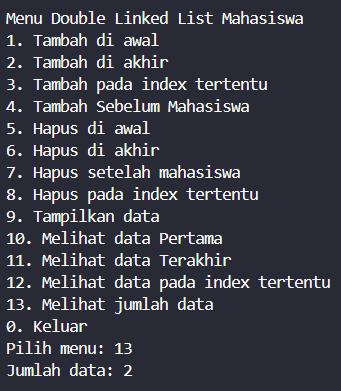 Menu Double Linked List Mahasiswa
1. Tambah di awal
2. Tambah di akhir
3. Tambah pada index tertentu
4. Tambah Sebelum Mahasiswa
5. Hapus di awal
6. Hapus di akhir
7. Hapus setelah mahasiswa
8. Hapus pada index tertentu
9. Tampilkan data
10. Melihat data Pertama
11. Melihat data Terakhir
12. Melihat data pada index tertentu
13. Melihat jumlah data
0. Keluar
Pilih menu: 13
Jumlah data: 2